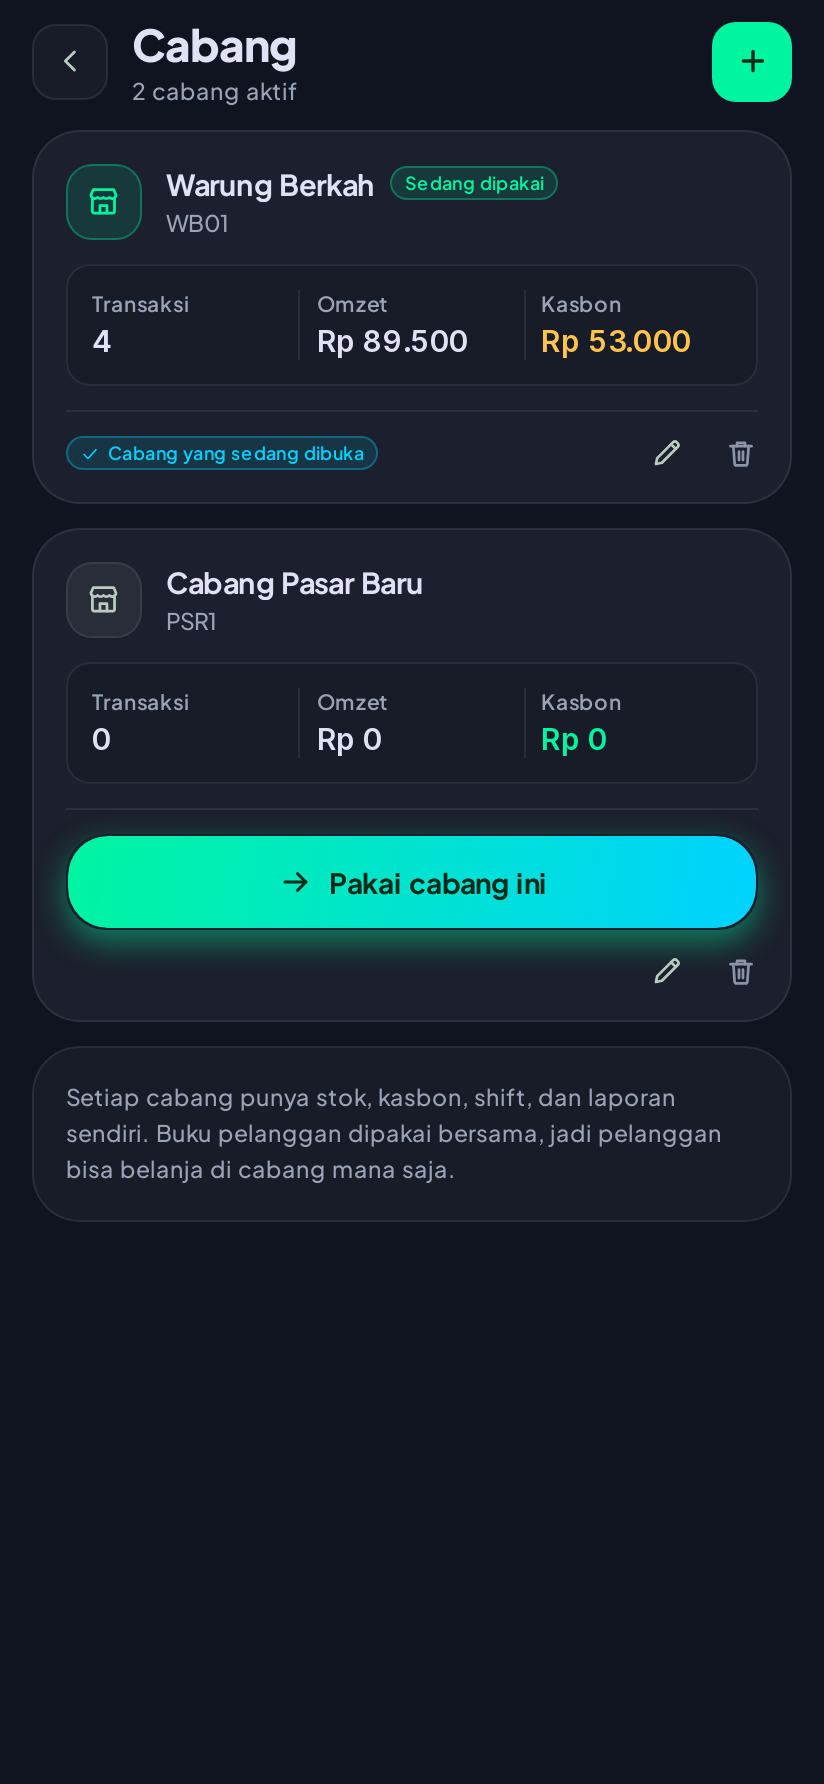 Cabang
2 cabang aktif
Warung Berkah
Sedang dipakai
WB01
Transaksi
Omzet
Kasbon
4
Rp 89.500
Rp 53.000
Cabang yang sedang dibuka
Cabang Pasar Baru
PSR1
Transaksi
Omzet
Kasbon
0
Rp 0
Rp 0
Pakai cabang ini
Setiap cabang punya stok, kasbon, shift, dan laporan
sendiri. Buku pelanggan dipakai bersama, jadi pelanggan
bisa belanja di cabang mana saja.